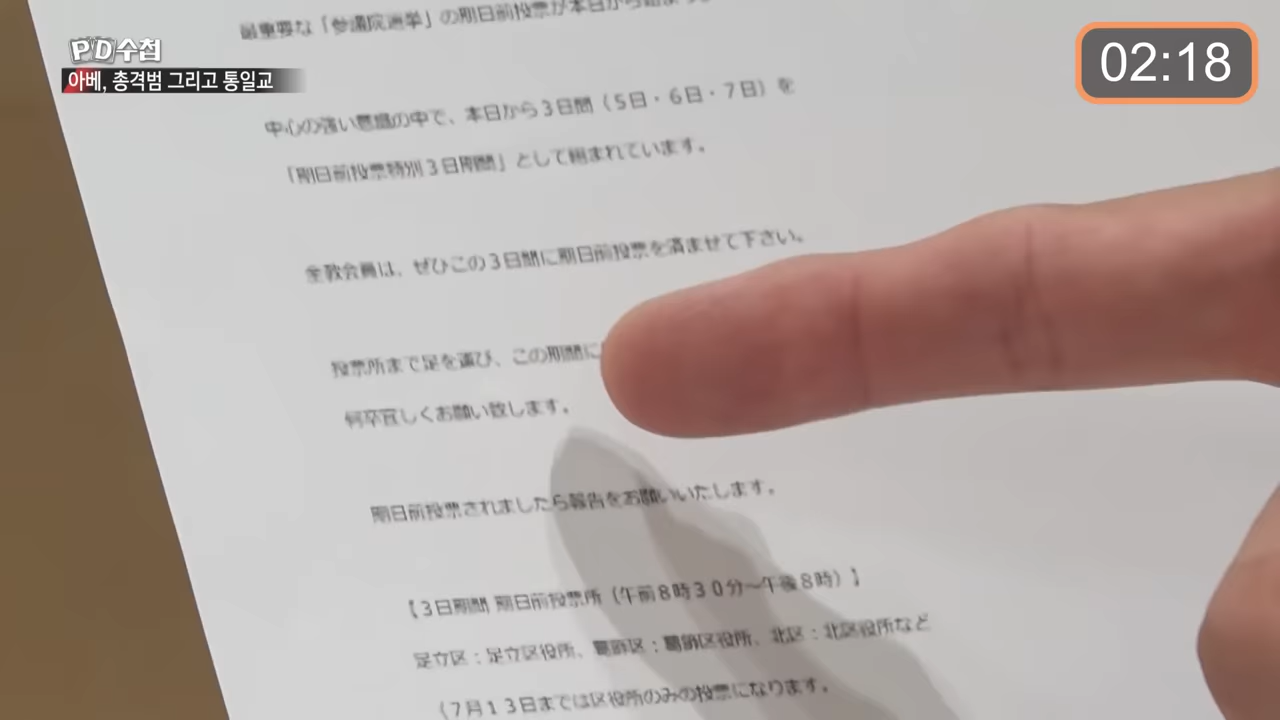 PD수첩
아베, 총격범 그리고 통일교
02:18
最重要な「参議院選挙」の期日前投票が本日から始まり
中心の強い意識の中で、本日から3日間(5日・6日・7日)を
「期日前投票特別3日期間」として組まれています。
全教会員は、ぜひこの3日間に期日前投票を済ませて下さい。
投票所まで足を運び、この期間に
何卒宜しくお願い致します。
期日前投票されましたら報告をお願いいたします。
【3日期間 期日前投票所(午前8時30分~午後8時)】
足立区:足立区役所、葛飾区:葛飾区役所、北区:北区役所など
(7月13日までは区役所のみの投票になります。